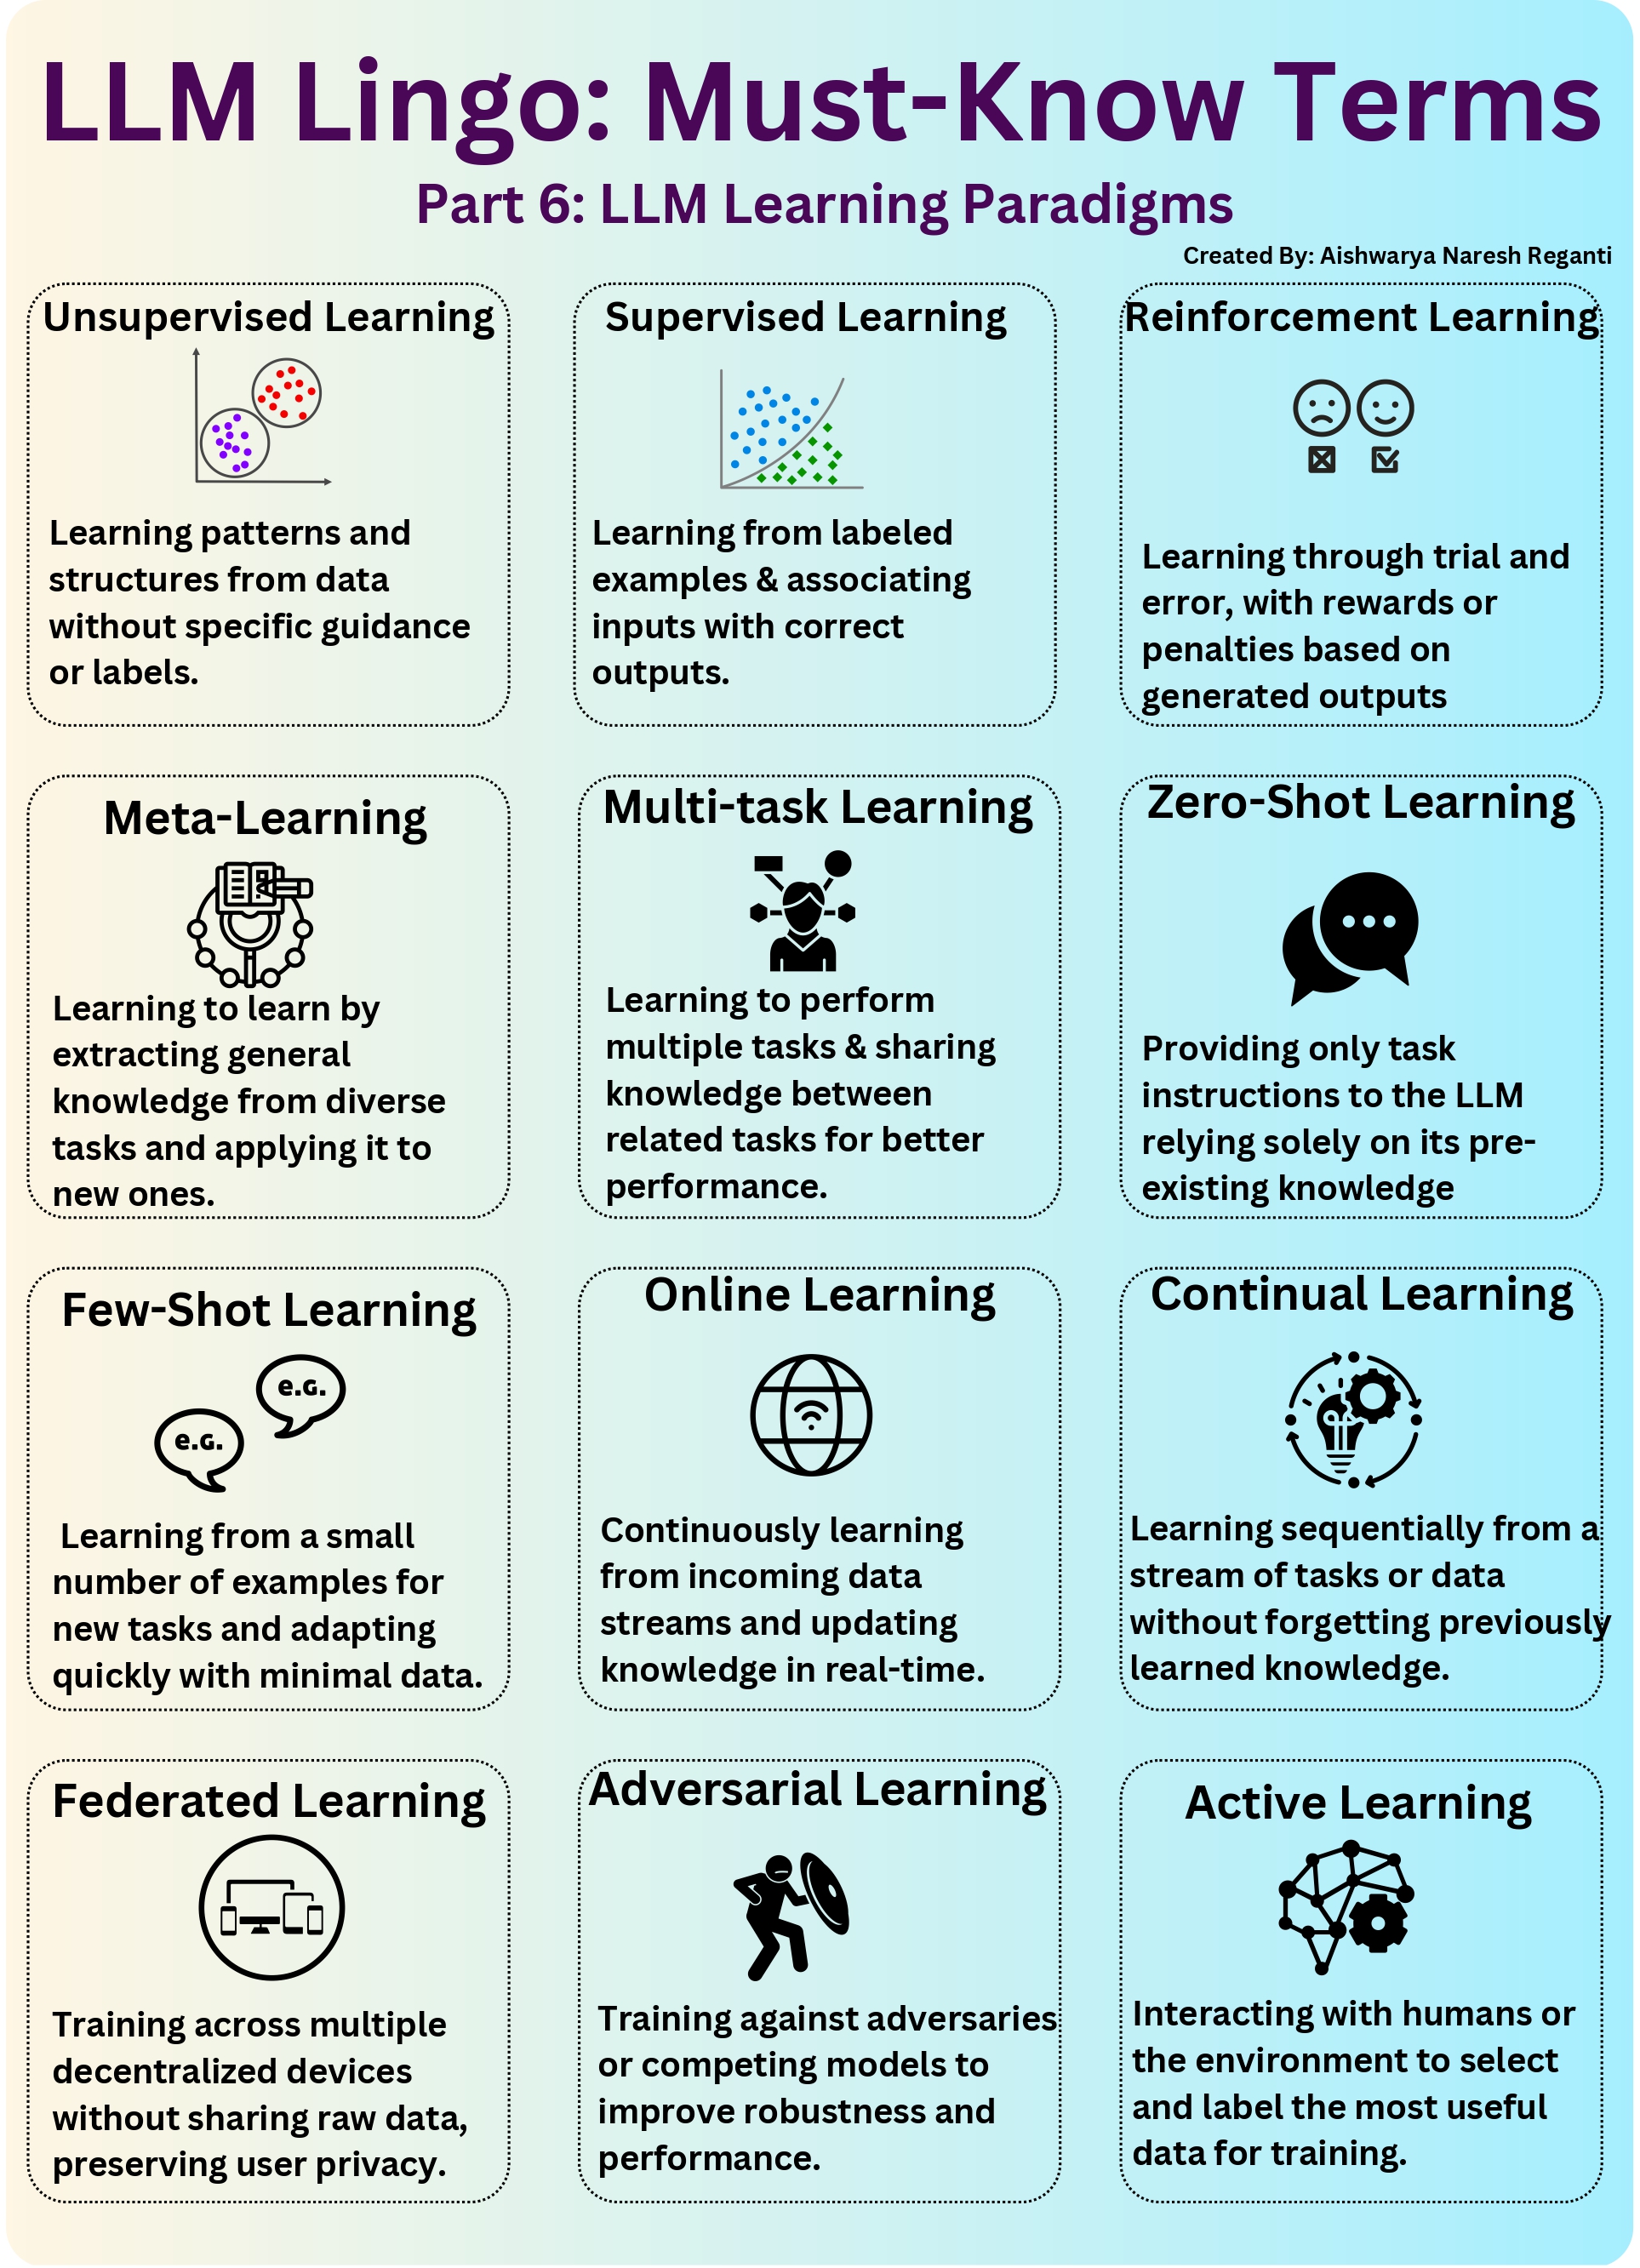 LLM Lingo: Must-Know Terms
Part 6: LLM Learning Paradigms
Created By: Aishwarya Naresh Reganti
Unsupervised Learning
Learning patterns and
structures from data
without specific guidance
or labels.
Supervised Learning
Learning from labeled
examples & associating
inputs with correct
outputs.
Reinforcement Learning
Learning through trial and
error, with rewards or
penalties based on
generated outputs
Meta-Learning
Learning to learn by
extracting general
knowledge from diverse
tasks and applying it to
new ones.
Multi-task Learning
Learning to perform
multiple tasks & sharing
knowledge between
related tasks for better
performance.
Zero-Shot Learning
Providing only task
instructions to the LLM
relying solely on its pre-
existing knowledge
Few-Shot Learning
e.G.
e.G.
Learning from a small
number of examples for
new tasks and adapting
quickly with minimal data.
Online Learning
Continuously learning
from incoming data
streams and updating
knowledge in real-time.
Continual Learning
Learning sequentially from a
stream of tasks or data
without forgetting previously
learned knowledge.
Federated Learning
Training across multiple
decentralized devices
without sharing raw data,
preserving user privacy.
Adversarial Learning
Training against adversaries
or competing models to
improve robustness and
performance.
Active Learning
Interacting with humans or
the environment to select
and label the most useful
data for training.